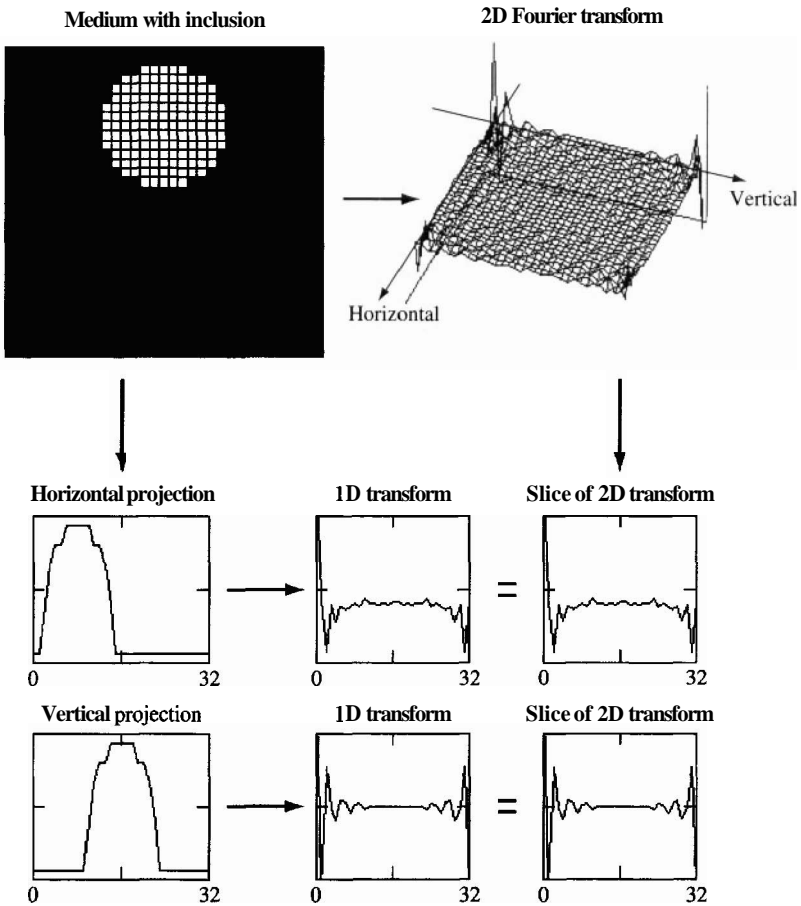 Medium with inclusion
2D Fourier transform
Vertical
Horizontal
Horizontal projection
1D transform
Slice of 2D transform
=
0 32
0 32
0 32
Vertical projection
1D transform
Slice of 2D transform
=
0 32
0 32
0 32